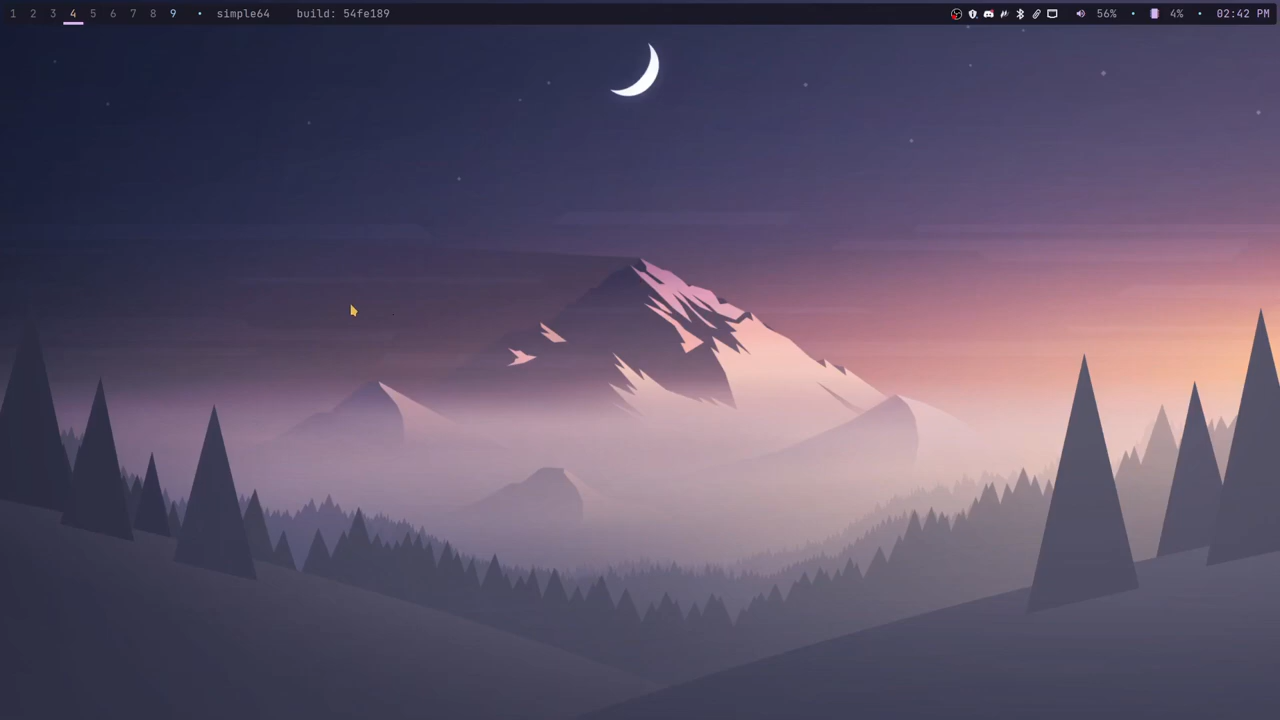 1 2 3 4 5 6 7 8 9 • simple64 build: 54fe189 56% • 4% • 02:42 PM